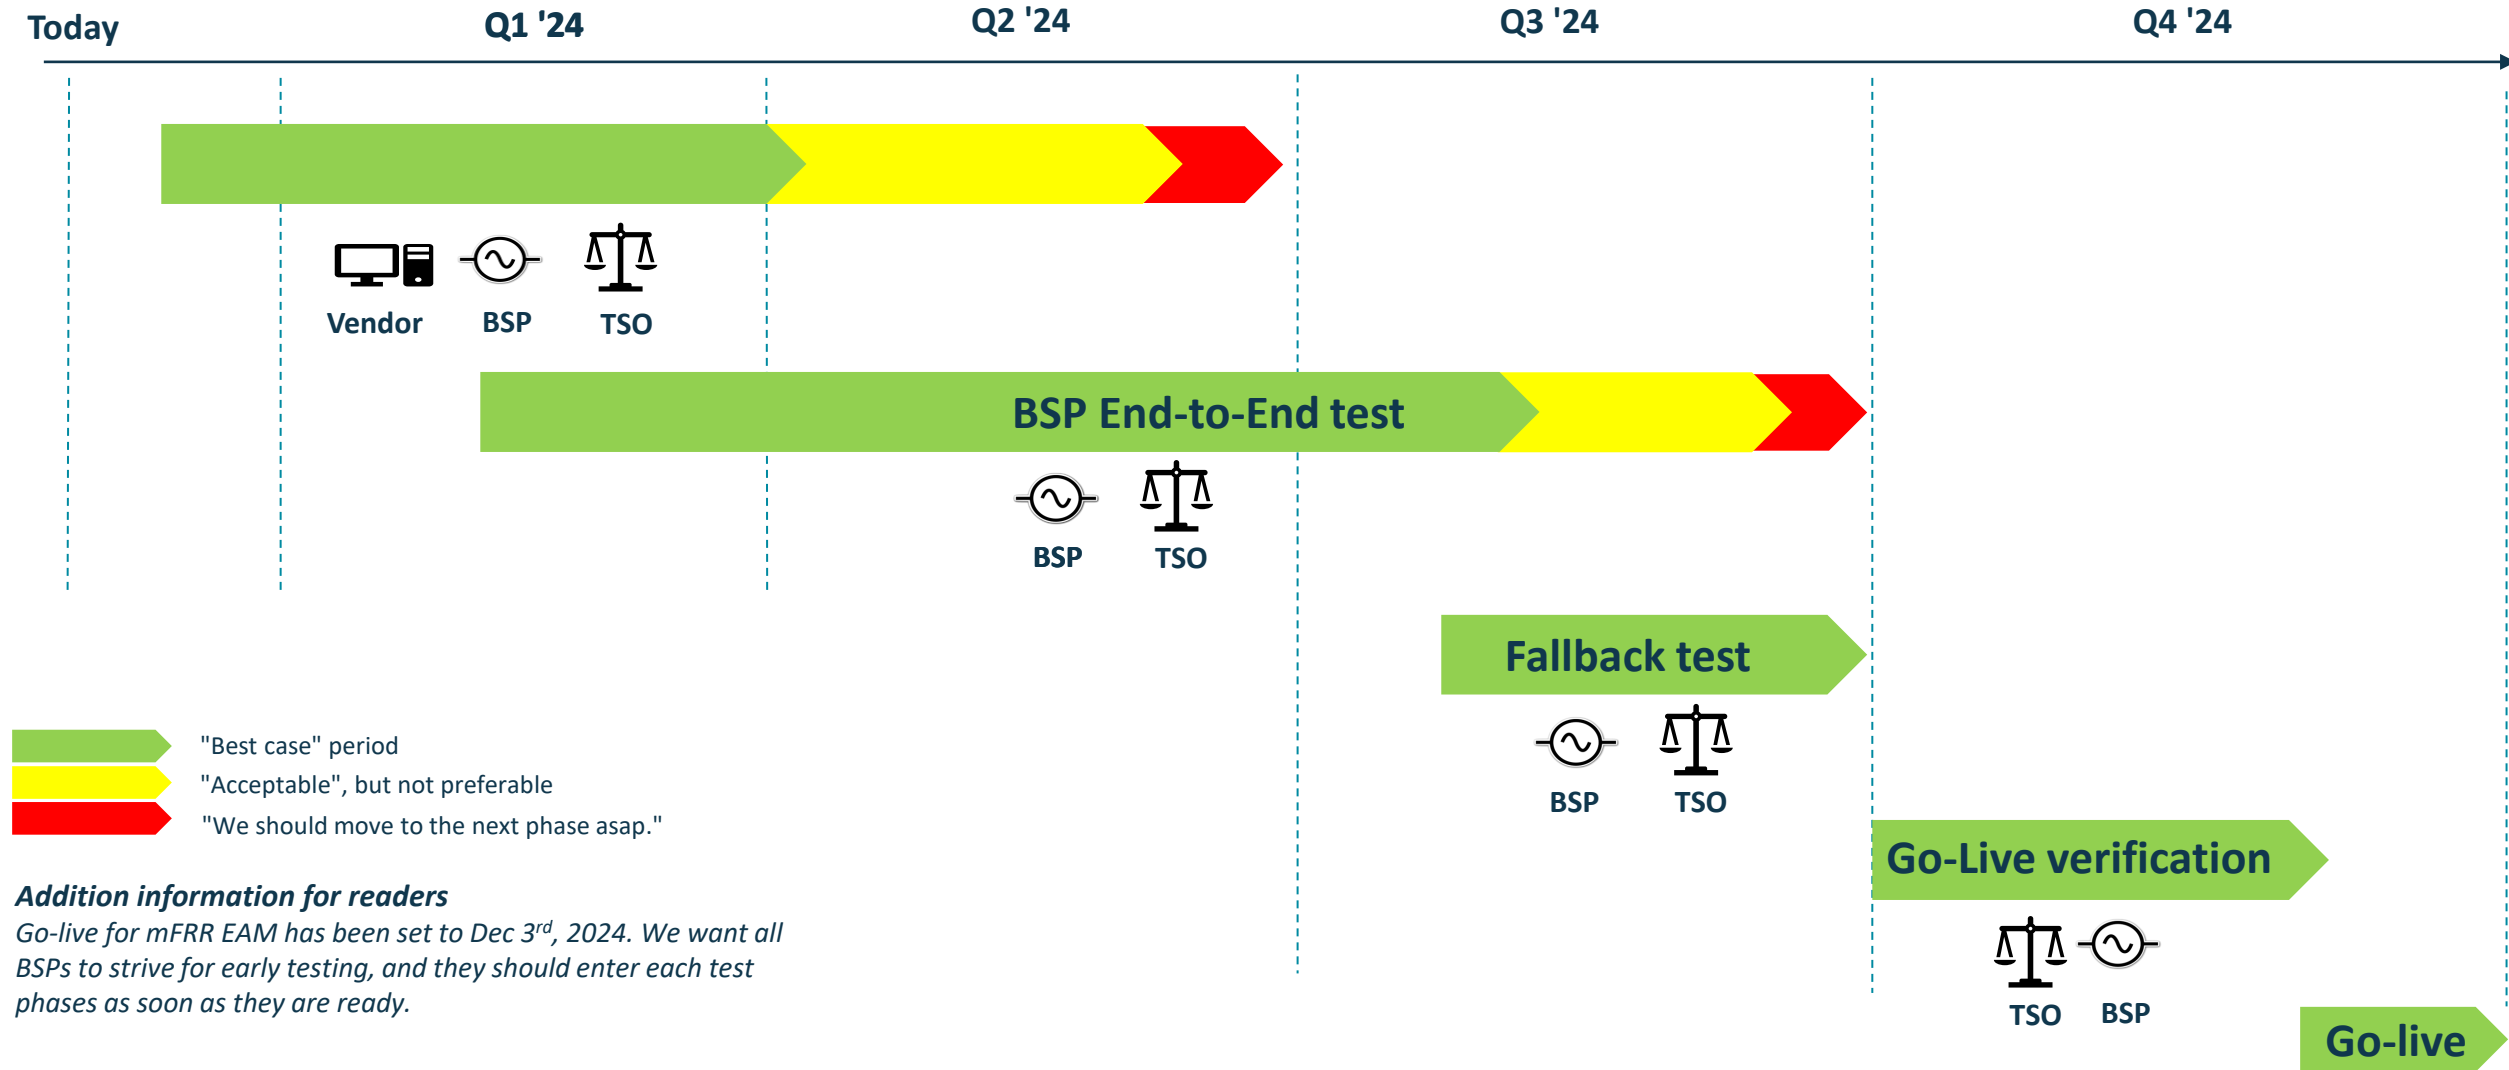 Today
Q1 '24
Q2 '24
Q3 '24
Q4 '24
Vendor
BSP
TSO
BSP End-to-End test
BSP
TSO
Fallback test
BSP
TSO
"Best case" period
"Acceptable", but not preferable
"We should move to the next phase asap."
Go-Live verification
TSO
BSP
Addition information for readers
Go-live for mFRR EAM has been set to Dec 3rd, 2024. We want all
BSPs to strive for early testing, and they should enter each test
phases as soon as they are ready.
Go-live